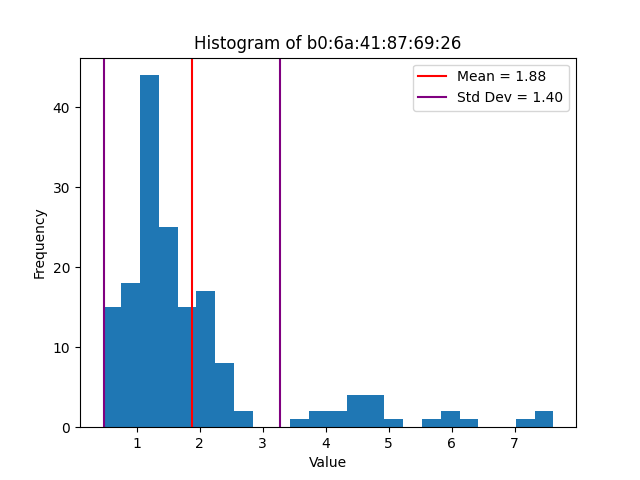 Histogram of b0:6a:41:87:69:26
Mean = 1.88
Std Dev = 1.40
Frequency
40
30
20
10
0
1 2 3 4 5 6 7
Value